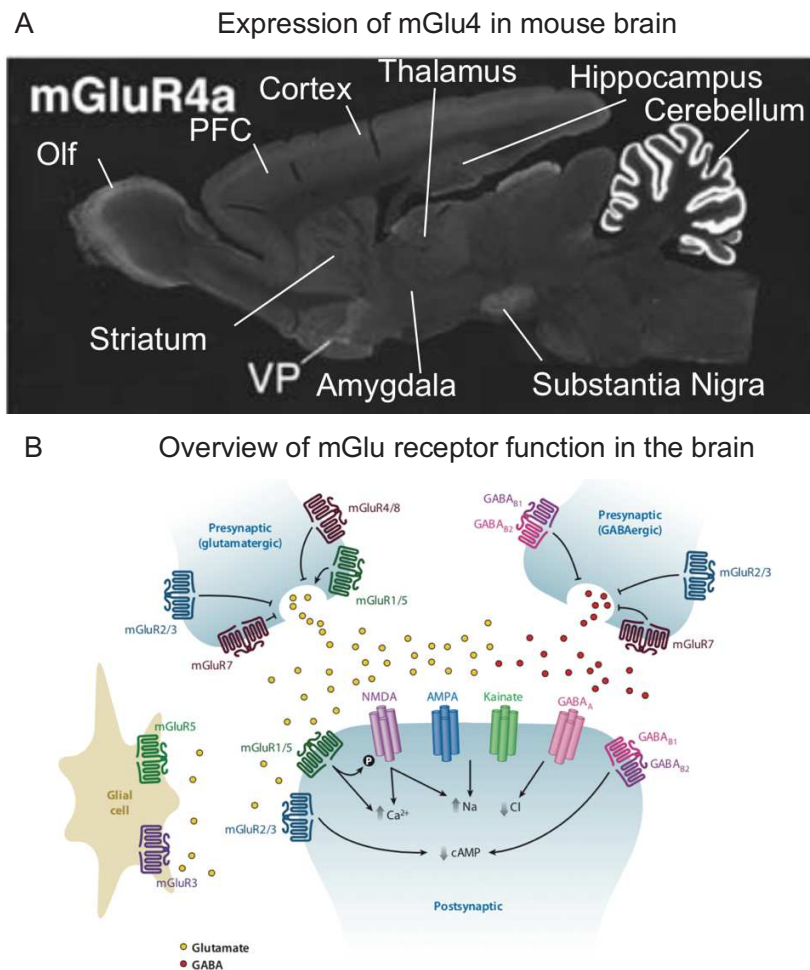 A
Expression of mGlu4 in mouse brain
mGluR4a
Thalamus
Hippocampus
Cortex
Cerebellum
PFC
Olf
Striatum
VP
Amygdala
Substantia Nigra
B
Overview of mGlu receptor function in the brain
mGluR4/8
Presynaptic
(glutamatergic)
mGluR1/5
mGluR2/3
mGluR7
GABAB1
GABAB2
Presynaptic
(GABAergic)
mGluR2/3
mGluR7
NMDA
AMPA
Kainate
GABAA
mGluR5
mGluR1/5
GABAB1
GABAB2
P
Glial
cell
Ca2+
Na
Cl
mGluR2/3
cAMP
mGluR3
Postsynaptic
Glutamate
GABA